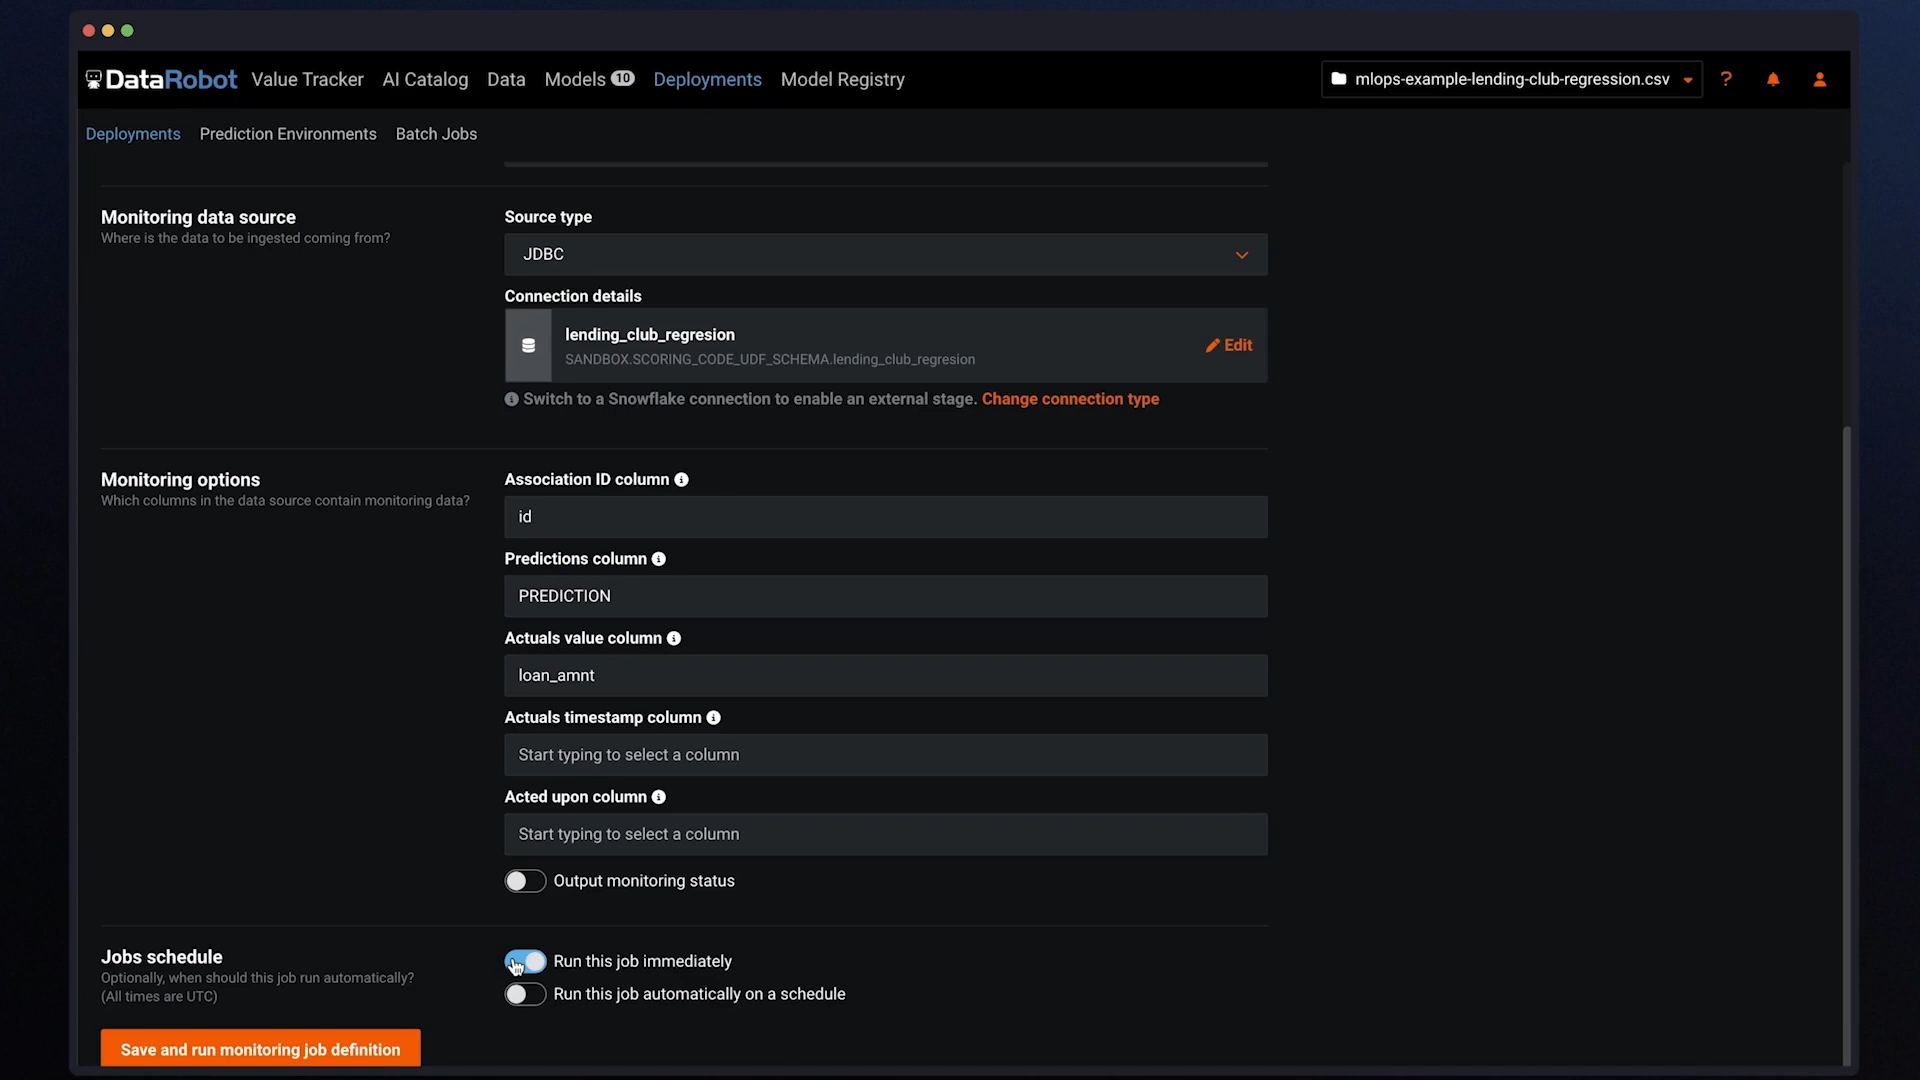 DataRobot Value Tracker AI Catalog Data Models 10 Deployments Model Registry mlops-example-lending-club-regression.csv ?
Deployments Prediction Environments Batch Jobs
Monitoring data source
Where is the data to be ingested coming from?
Source type
JDBC
Connection details
lending_club_regresion
SANDBOX.SCORING_CODE_UDF_SCHEMA.lending_club_regresion
Edit
Switch to a Snowflake connection to enable an external stage. Change connection type
Monitoring options
Which columns in the data source contain monitoring data?
Association ID column
id
Predictions column
PREDICTION
Actuals value column
loan_amnt
Actuals timestamp column
Start typing to select a column
Acted upon column
Start typing to select a column
Output monitoring status
Jobs schedule
Optionally, when should this job run automatically?
(All times are UTC)
Run this job immediately
Run this job automatically on a schedule
Save and run monitoring job definition